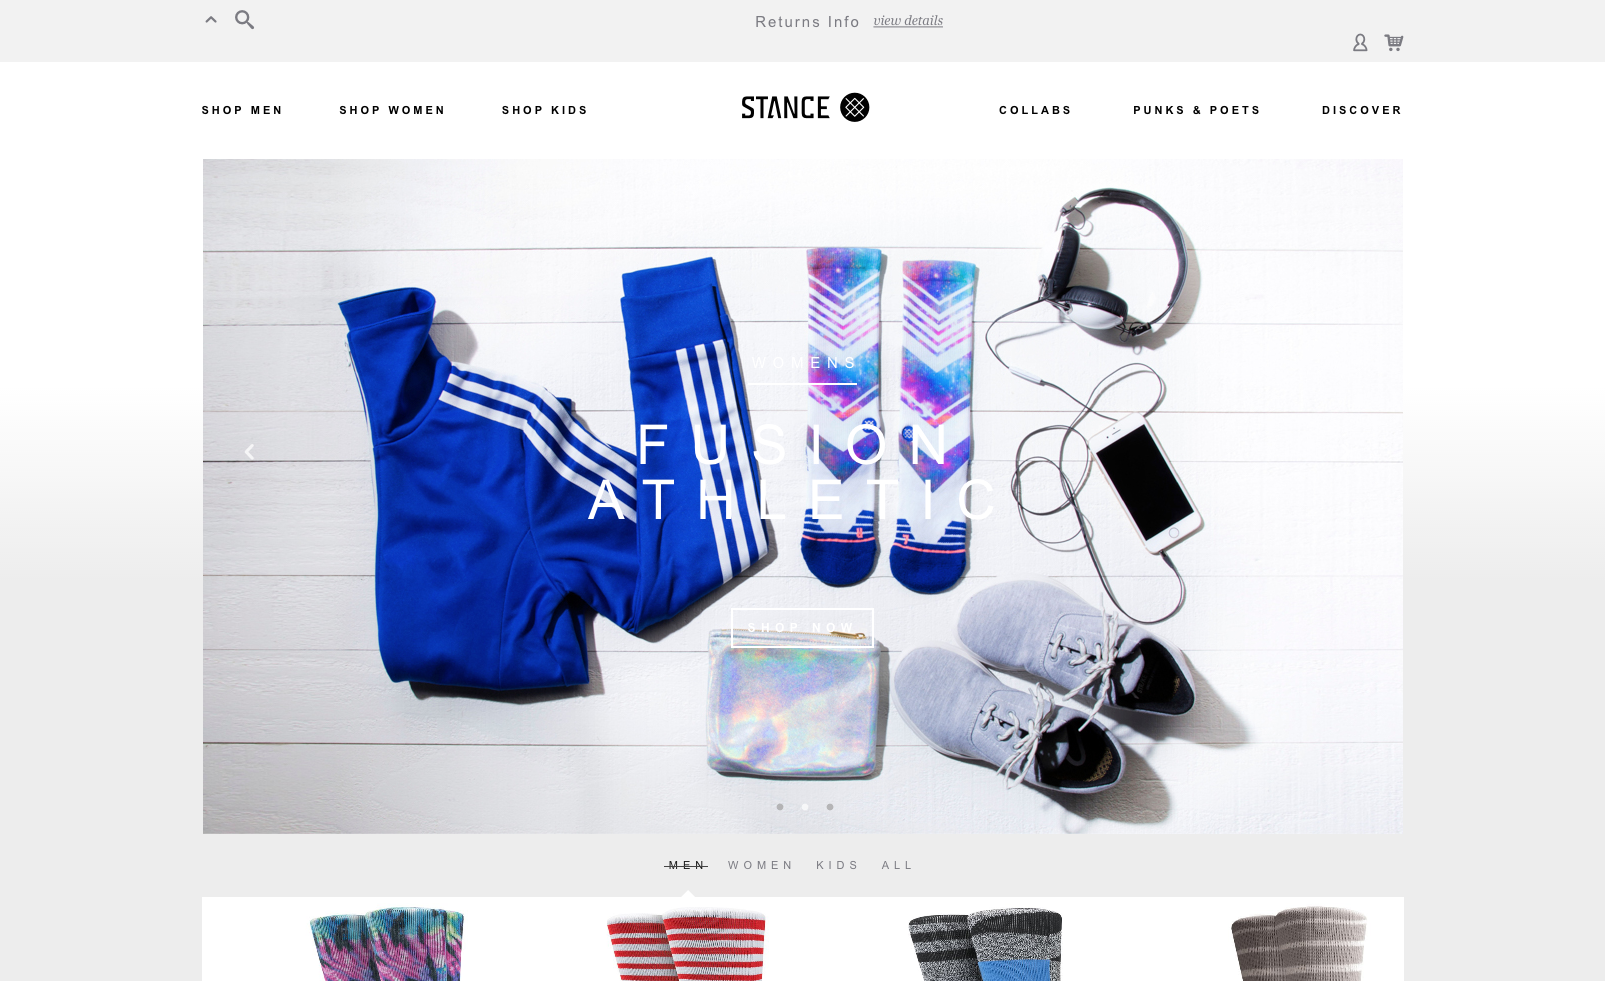 Returns Info view details
SHOP MEN SHOP WOMEN SHOP KIDS STANCE COLLABS PUNKS & POETS DISCOVER
WOMENS
FUSION
ATHLETIC
SHOP NOW
MEN WOMEN KIDS ALL